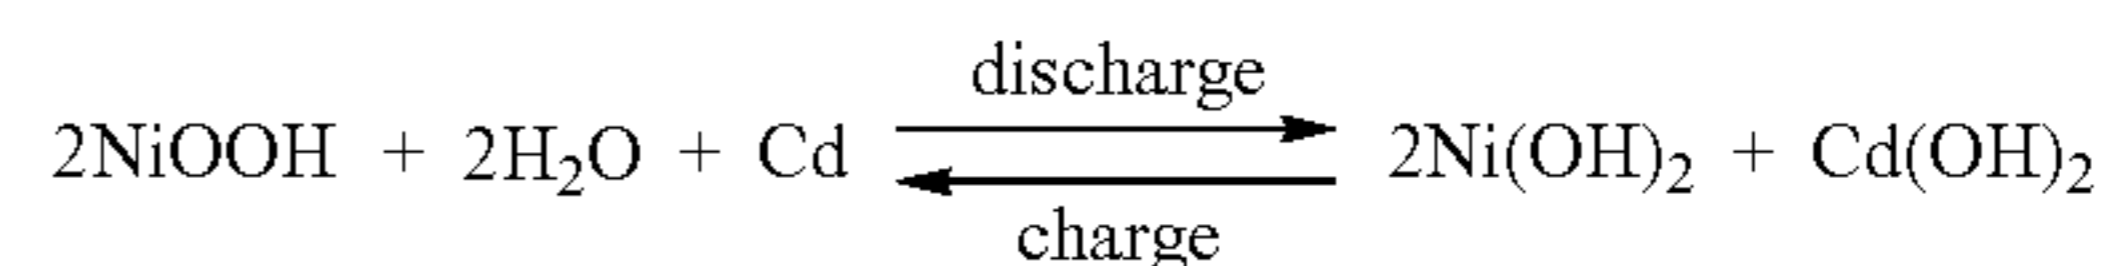 discharge
2NiOOH + 2H₂O + Cd ⇌ 2Ni(OH)₂ + Cd(OH)₂
charge